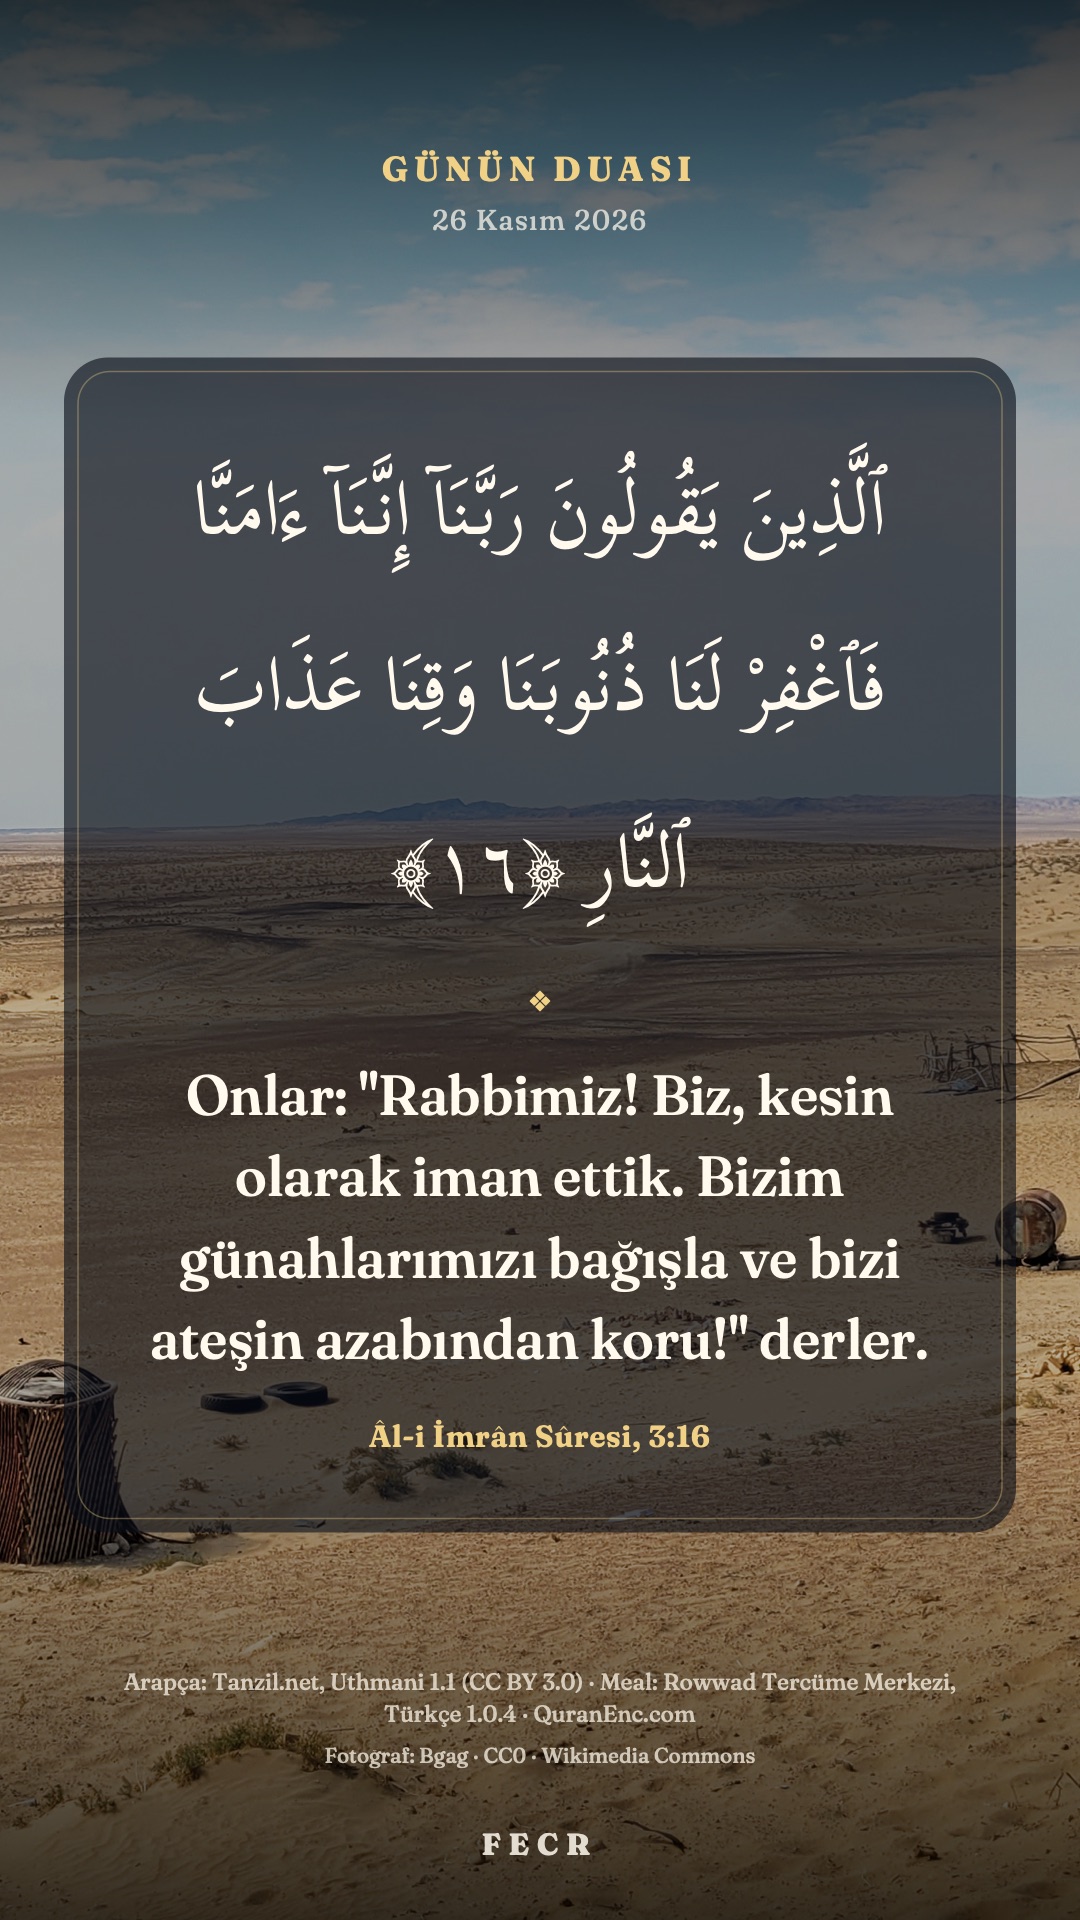 GÜNÜN DUASI
26 Kasım 2026
ٱلَّذِينَ يَقُولُونَ رَبَّنَآ إِنَّنَآ ءَامَنَّا
فَٱغْفِرْ لَنَا ذُنُوبَنَا وَقِنَا عَذَابَ
ٱلنَّارِ ﴿١٦﴾
Onlar: "Rabbimiz! Biz, kesin
olarak iman ettik. Bizim
günahlarımızı bağışla ve bizi
ateşin azabından koru!" derler.
Âl-i İmrân Sûresi, 3:16
Arapça: Tanzil.net, Uthmani 1.1 (CC BY 3.0) · Meal: Rowwad Tercüme Merkezi,
Türkçe 1.0.4 · QuranEnc.com
Fotograf: Bgag · CC0 · Wikimedia Commons
FECR